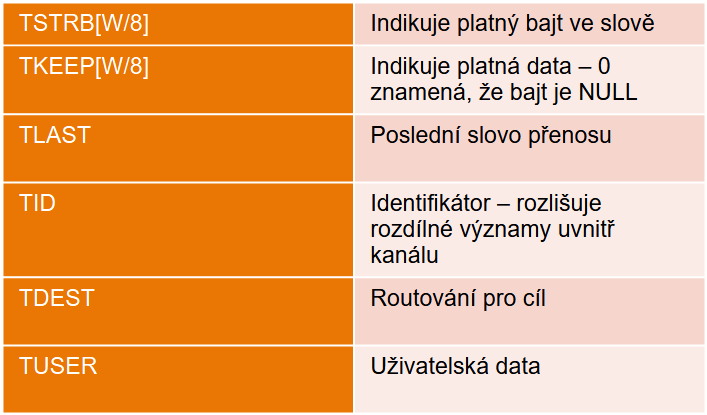 TSTRB[W/8]
Indikuje platný bajt ve slově
TKEEP[W/8]
Indikuje platná data – 0
znamená, že bajt je NULL
TLAST
Poslední slovo přenosu
TID
Identifikátor – rozlišuje
rozdílné významy uvnitř
kanálu
TDEST
Routování pro cíl
TUSER
Uživatelská data